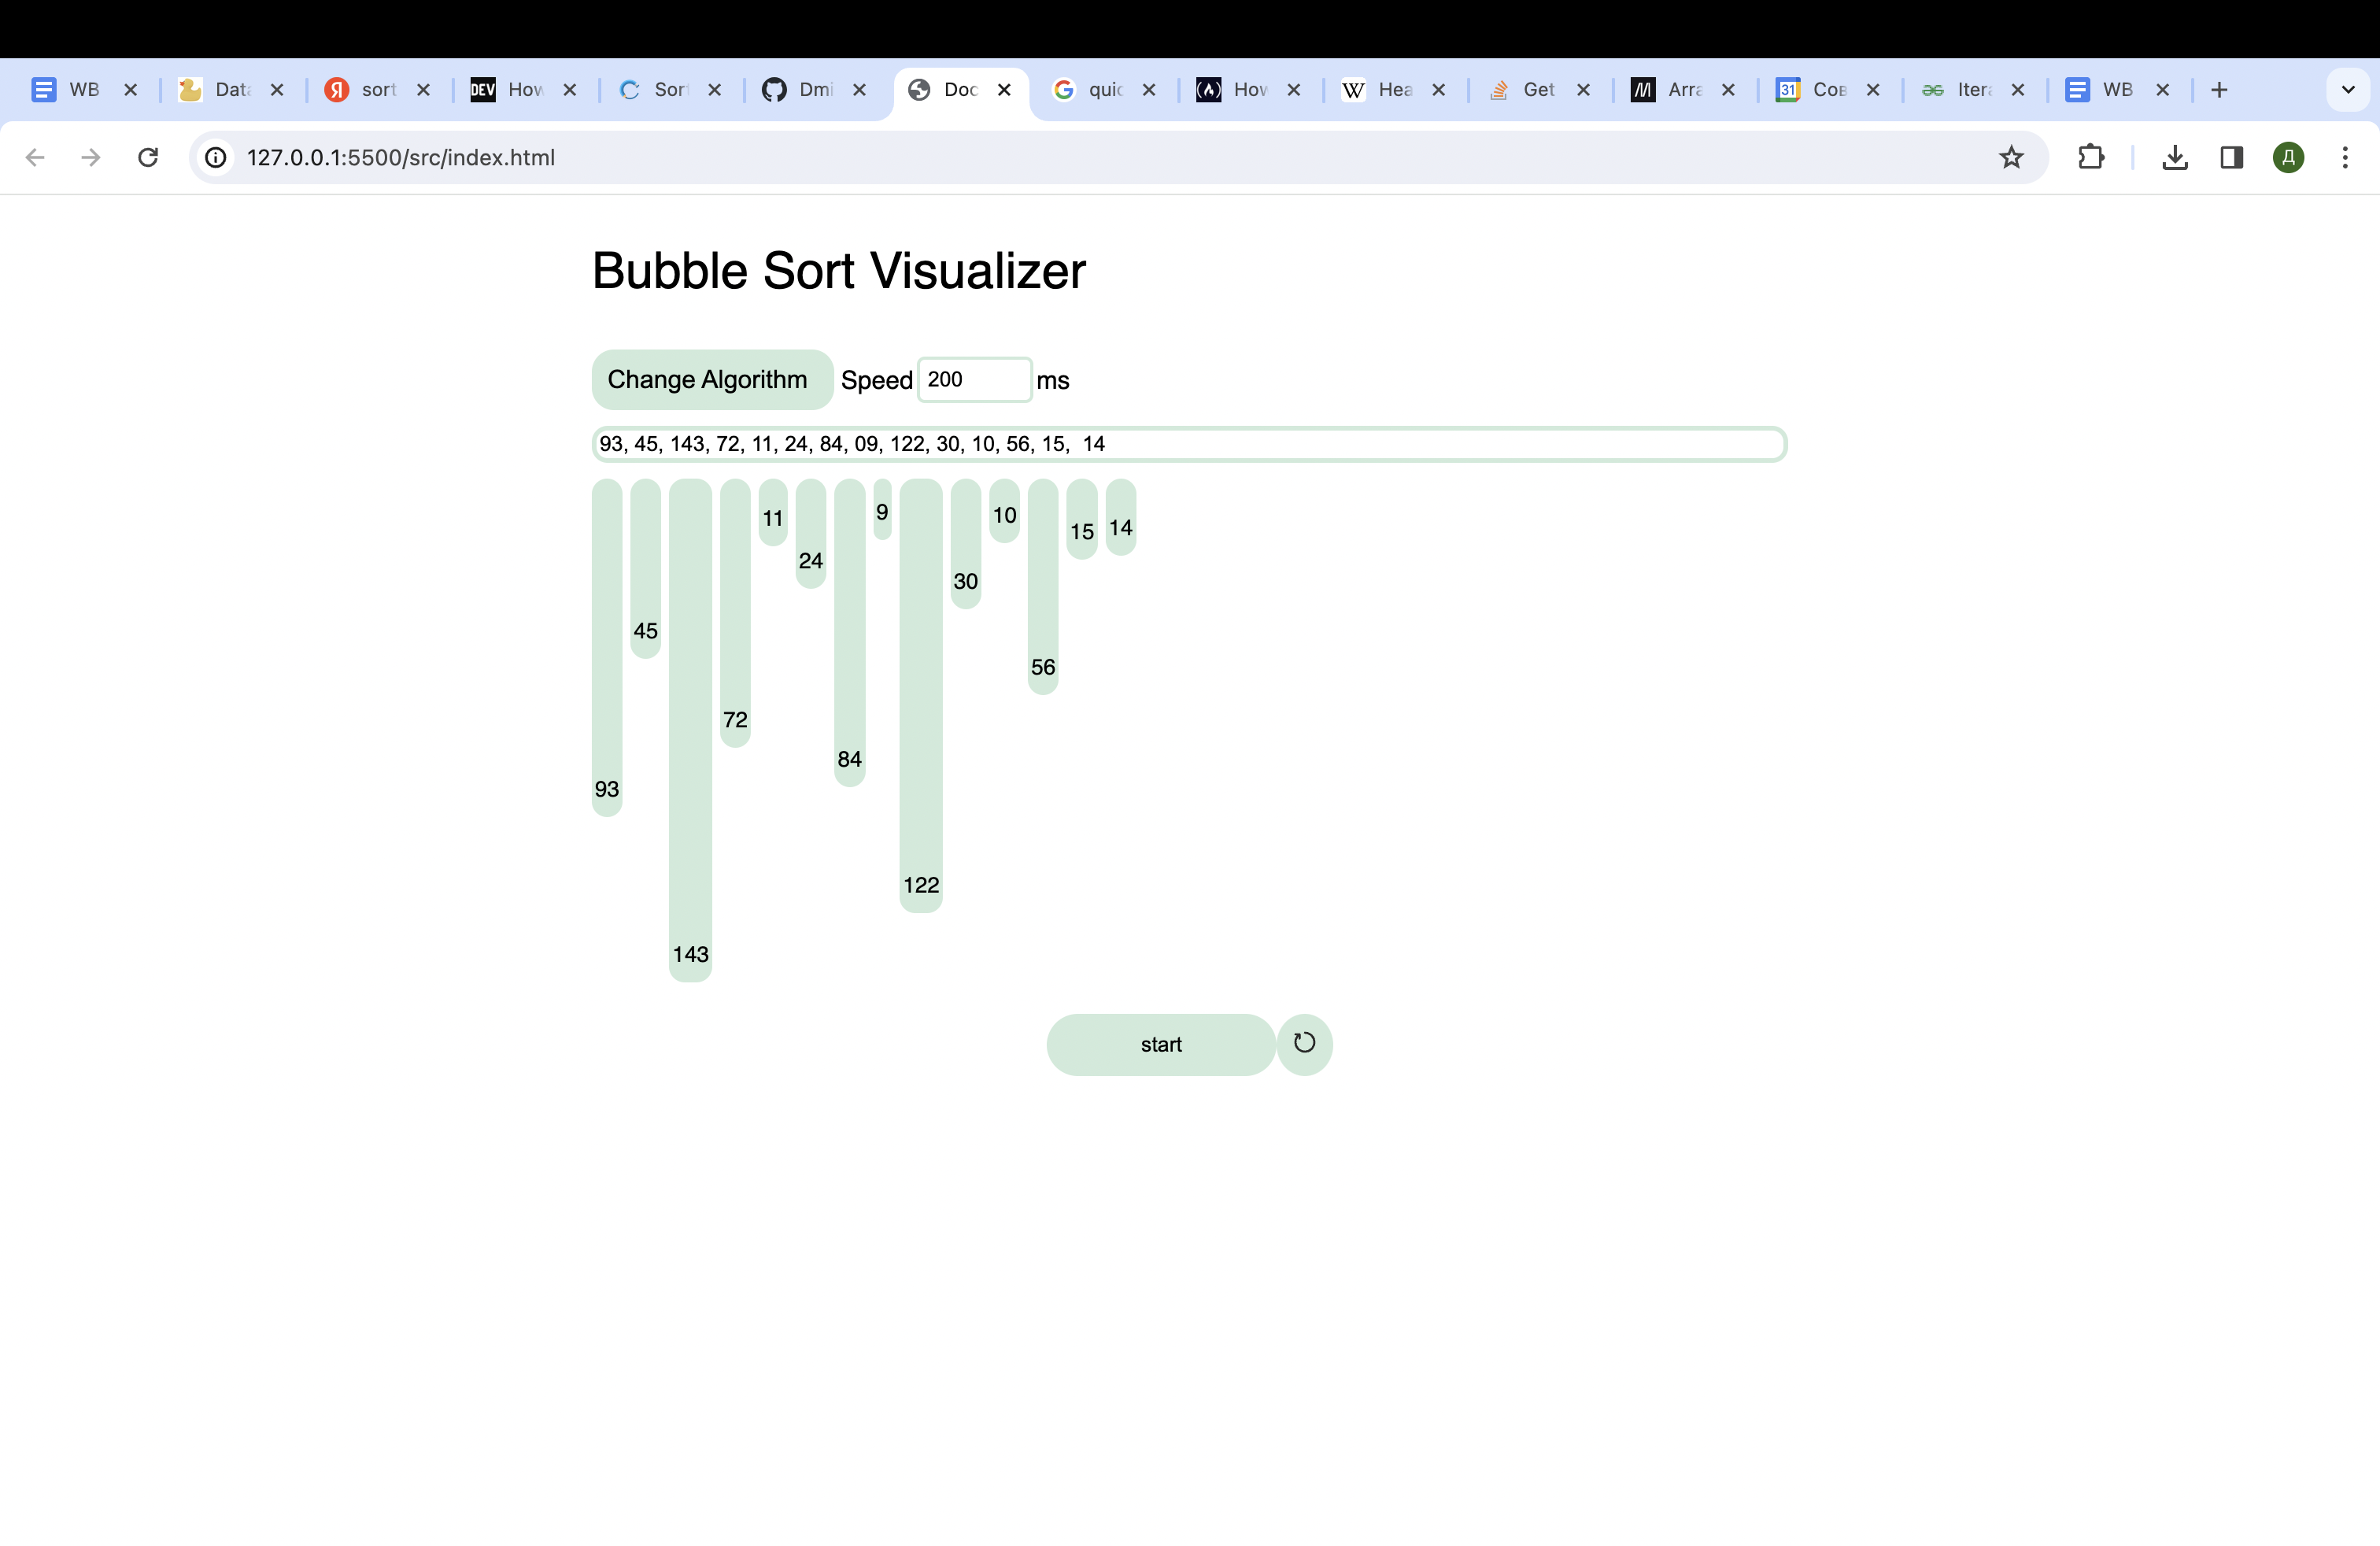 WB
Data
sort
DEV How
Sort
Dmi
Doc
quic
How
W Hea
Get
M Arra
31 Сов
Itera
WB
127.0.0.1:5500/src/index.html
Д
Bubble Sort Visualizer
Change Algorithm Speed 200 ms
93, 45, 143, 72, 11, 24, 84, 09, 122, 30, 10, 56, 15,  14
93
45
143
72
11
24
84
9
122
30
10
56
15
14
start